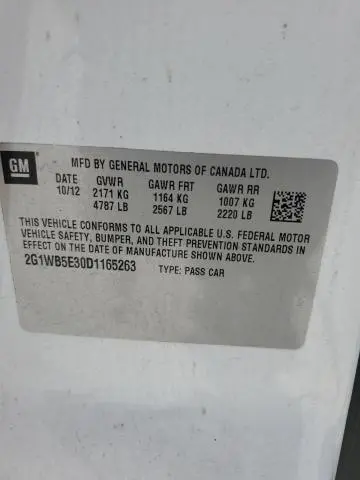 GM
MFD BY GENERAL MOTORS OF CANADA LTD.
DATE GVWR GAWR FRT GAWR RR
10/12 2171 KG 1164 KG 1007 KG
4787 LB 2567 LB 2220 LB
THIS VEHICLE CONFORMS TO ALL APPLICABLE U.S. FEDERAL MOTOR
VEHICLE SAFETY, BUMPER, AND THEFT PREVENTION STANDARDS IN
EFFECT ON THE DATE OF MANUFACTURE SHOWN ABOVE.
2G1WB5E30D1165263 TYPE: PASS CAR